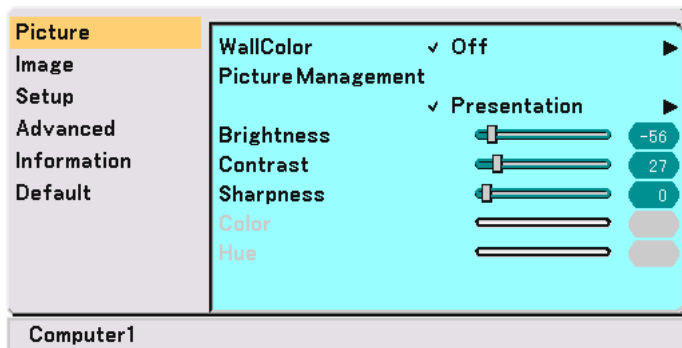 Picture
Image
Setup
Advanced
Information
Default
WallColor ✓ Off
Picture Management
✓ Presentation
Brightness -56
Contrast 27
Sharpness 0
Color
Hue
Computer1